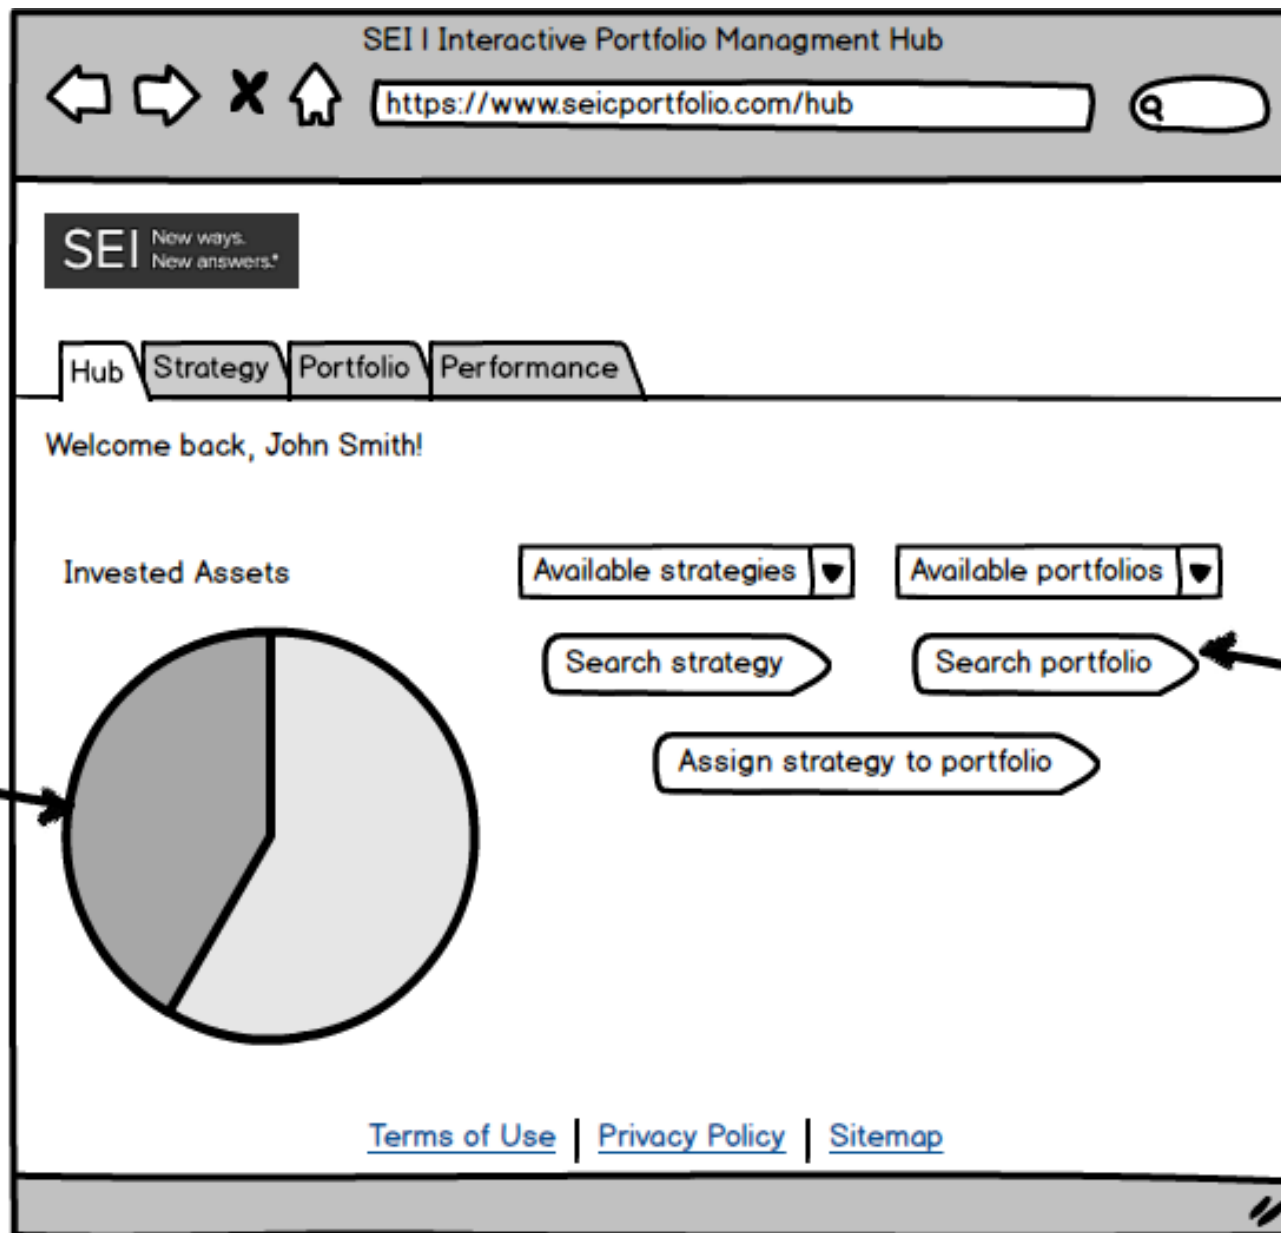 SEI | Interactive Portfolio Managment Hub
https://www.seicportfolio.com/hub
SEI New ways.
New answers.®
Hub Strategy Portfolio Performance
Welcome back, John Smith!
Invested Assets Available strategies Available portfolios
Search strategy Search portfolio
Assign strategy to portfolio
Terms of Use | Privacy Policy | Sitemap